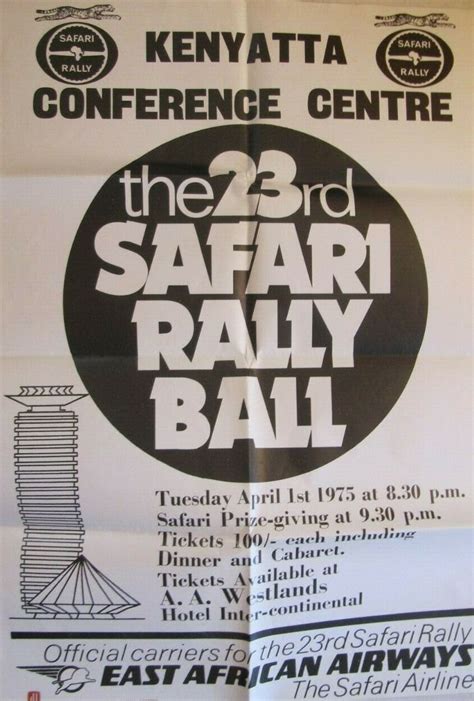 SAFARI
RALLY
KENYATTA
SAFARI
RALLY
CONFERENCE CENTRE
the 23rd
SAFARI
RALLY
BALL
Tuesday April 1st 1975 at 8.30 p.m.
Safari Prize-giving at 9.30 p.m.
Tickets 100/- each including
Dinner and Cabaret.
Tickets Available at
A. A. Westlands
Hotel Inter-continental
Official carriers for the 23rd Safari Rally
EAST AFRICAN AIRWAYS
The Safari Airline